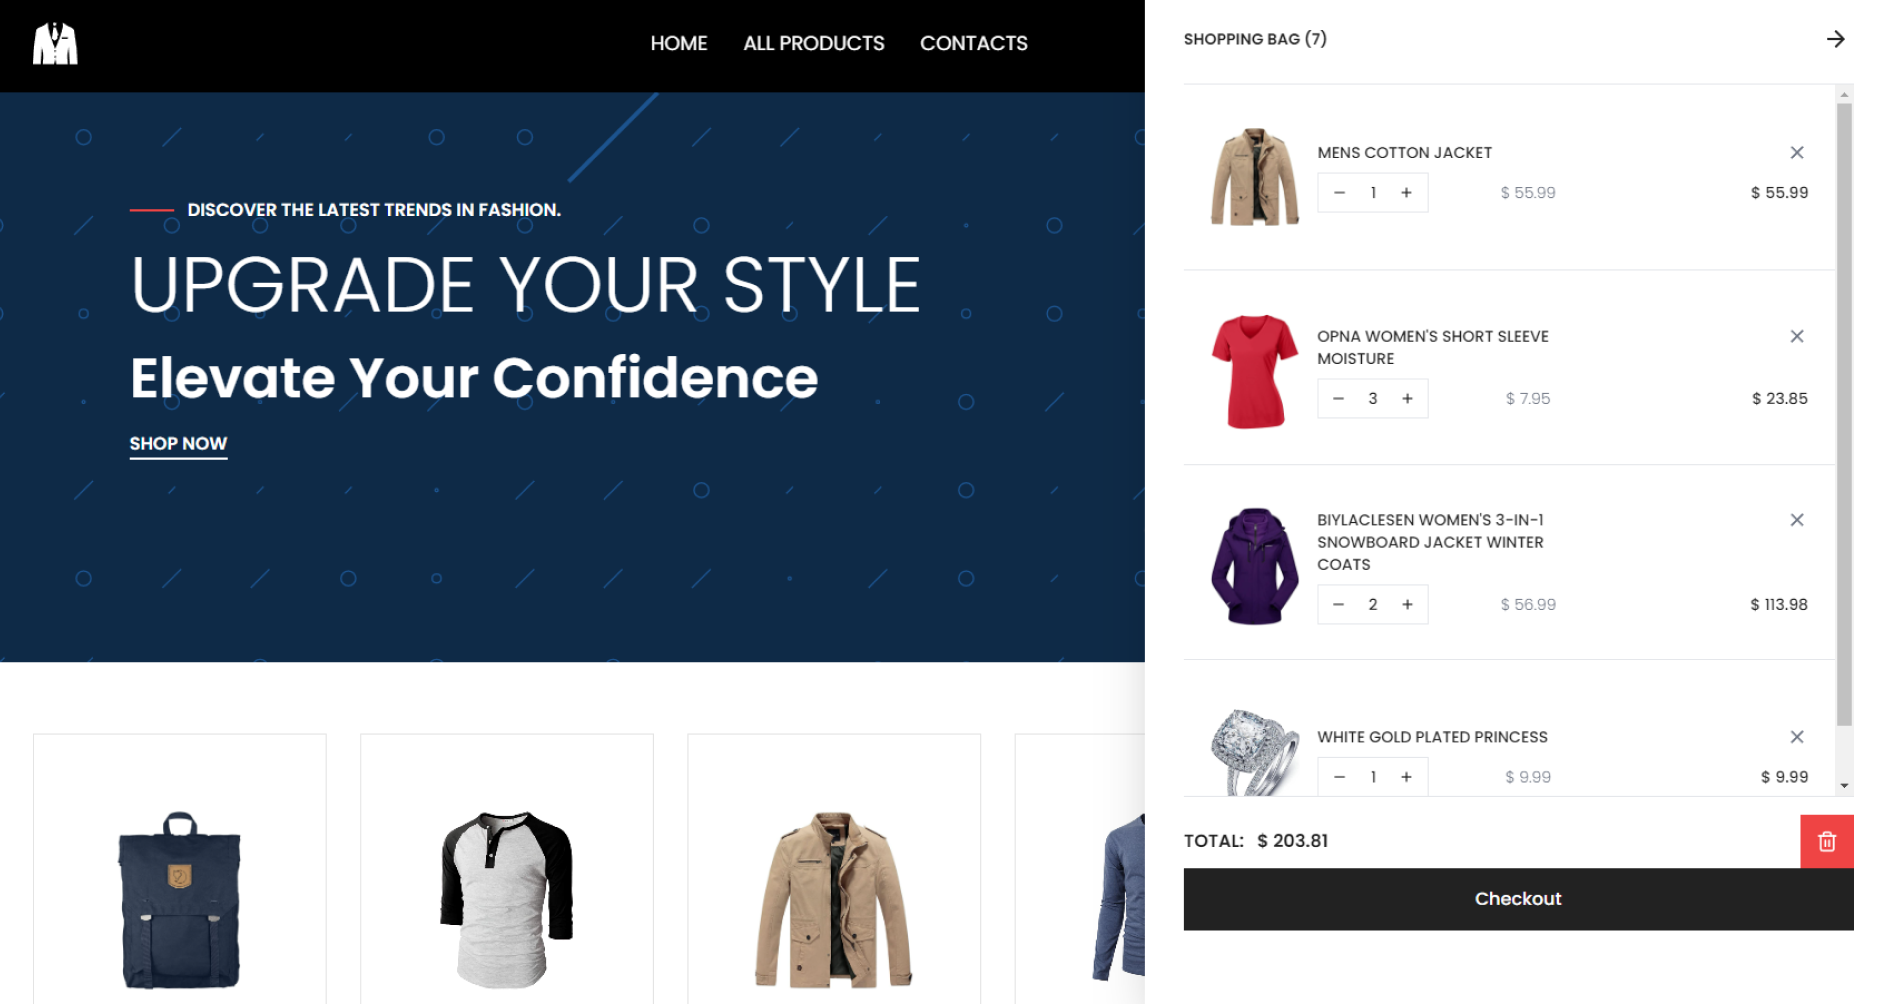 HOME ALL PRODUCTS CONTACTS
DISCOVER THE LATEST TRENDS IN FASHION.
UPGRADE YOUR STYLE
Elevate Your Confidence
SHOP NOW
SHOPPING BAG (7)
MENS COTTON JACKET
− 1 + $ 55.99 $ 55.99
OPNA WOMEN'S SHORT SLEEVE
MOISTURE
− 3 + $ 7.95 $ 23.85
BIYLACLESEN WOMEN'S 3-IN-1
SNOWBOARD JACKET WINTER
COATS
− 2 + $ 56.99 $ 113.98
WHITE GOLD PLATED PRINCESS
− 1 + $ 9.99 $ 9.99
TOTAL: $ 203.81
Checkout